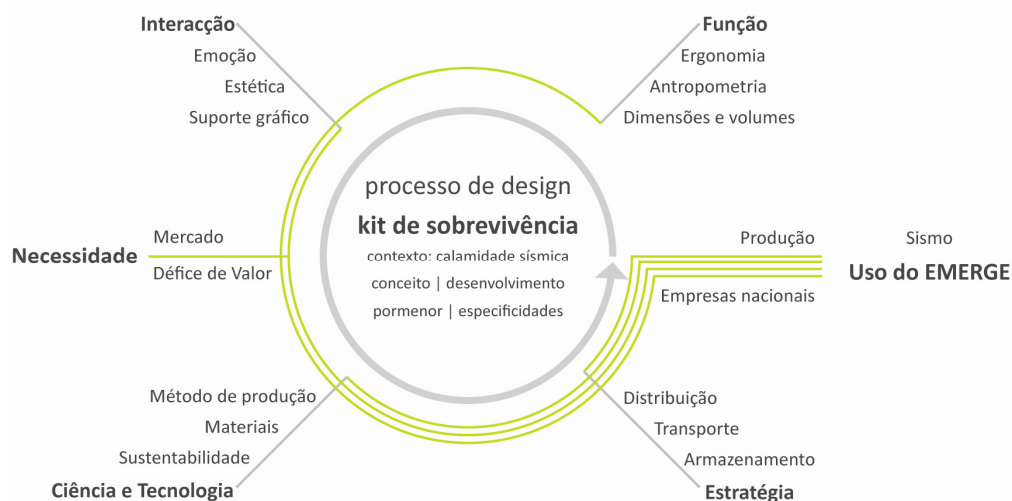 Interacção
Emoção
Estética
Suporte gráfico
Função
Ergonomia
Antropometria
Dimensões e volumes
processo de design
kit de sobrevivência
contexto: calamidade sísmica
conceito | desenvolvimento
pormenor | especificidades
Necessidade
Mercado
Défice de Valor
Produção
Empresas nacionais
Sismo
Uso do EMERGE
Método de produção
Materiais
Sustentabilidade
Ciência e Tecnologia
Distribuição
Transporte
Armazenamento
Estratégia